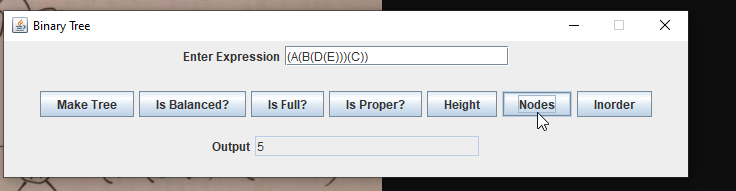 Binary Tree
Enter Expression (A(B(D(E)))(C))
Make Tree Is Balanced? Is Full? Is Proper? Height Nodes Inorder
Output 5